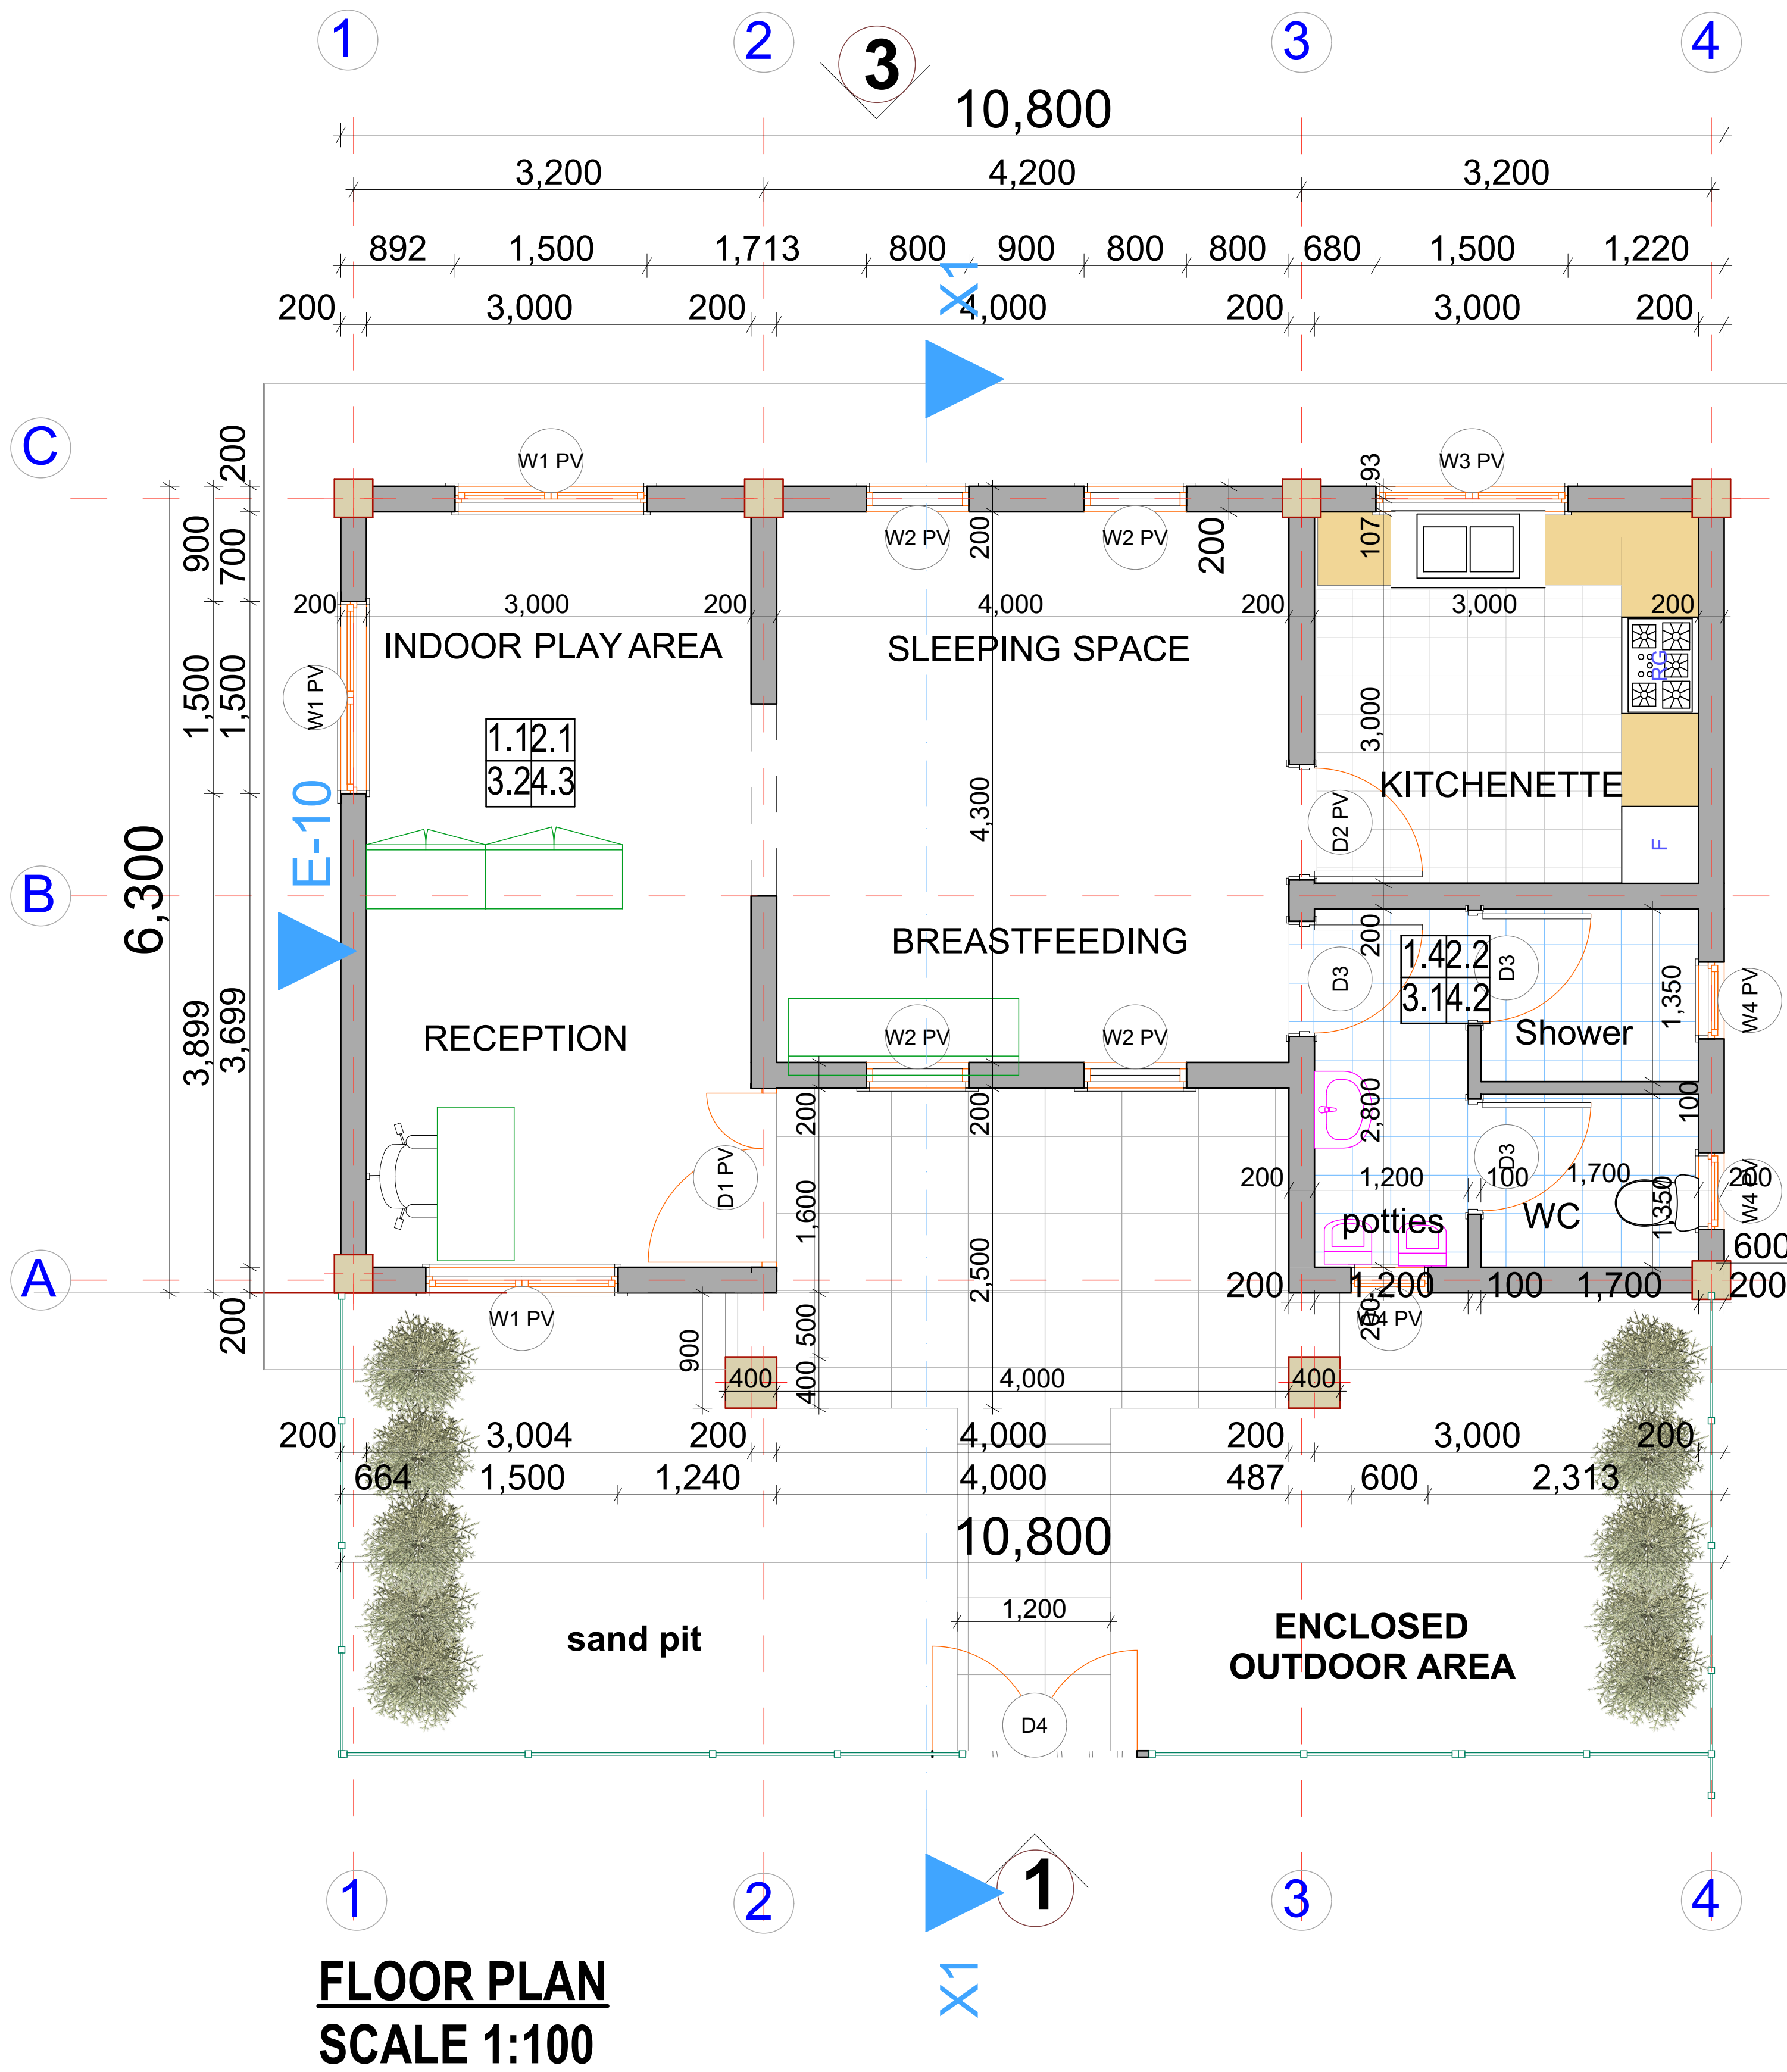 1 2 3 3 4
10,800
3,200 4,200 3,200
892 1,500 1,713 800 900 800 800 680 1,500 1,220
X1
200 3,000 200 4,000 200 3,000 200
C
200
W1 PV W3 PV
93
900 700
W2 PV 200 W2 PV 200 107
200 3,000 200 4,000 200 3,000 200
INDOOR PLAY AREA SLEEPING SPACE
RG
1,500 1,500 W1 PV
3,000
1.1 2.1
3.2 4.3
KITCHENETTE
4,300
D2 PV
F
E-10
6,300
B
BREASTFEEDING
200
1.4 2.2
3.1 4.2
D3 D3
1,350
W4 PV
3,899 3,699
RECEPTION
W2 PV W2 PV
Shower
200 200 2,800 100
D1 PV
D3
200 1,200 100 1,700 200
1,600
potties WC
1,350
W4 PV
600
A
2,500
200 1,200 100 1,700 200
200
W1 PV
W4 PV
200
900 500
400 400 4,000 400
200 3,004 200 4,000 200 3,000 200
664 1,500 1,240 4,000 487 600 2,313
10,800
1,200
sand pit
ENCLOSED
OUTDOOR AREA
D4
1 2 1 3 4
X1
FLOOR PLAN
SCALE 1:100